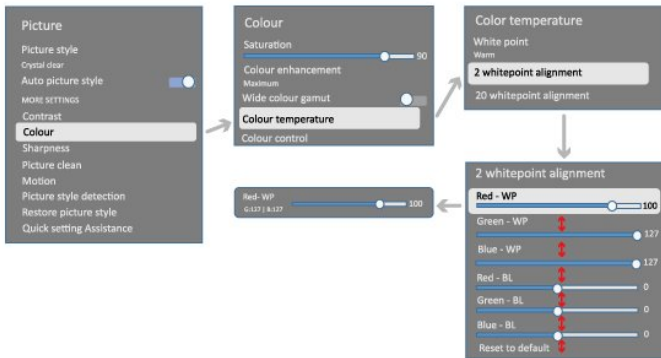 Picture
Picture style
Crystal clear
Auto picture style
MORE SETTINGS
Contrast
Colour
Sharpness
Picture clean
Motion
Picture style detection
Restore picture style
Quick setting Assistance
Colour
Saturation
90
Colour enhancement
Maximum
Wide colour gamut
Colour temperature
Colour control
Color temperature
White point
Warm
2 whitepoint alignment
20 whitepoint alignment
2 whitepoint alignment
Red - WP
100
Green - WP
127
Blue - WP
127
Red - BL
0
Green - BL
0
Blue - BL
0
Reset to default
Red- WP
100
G:127 | B:127